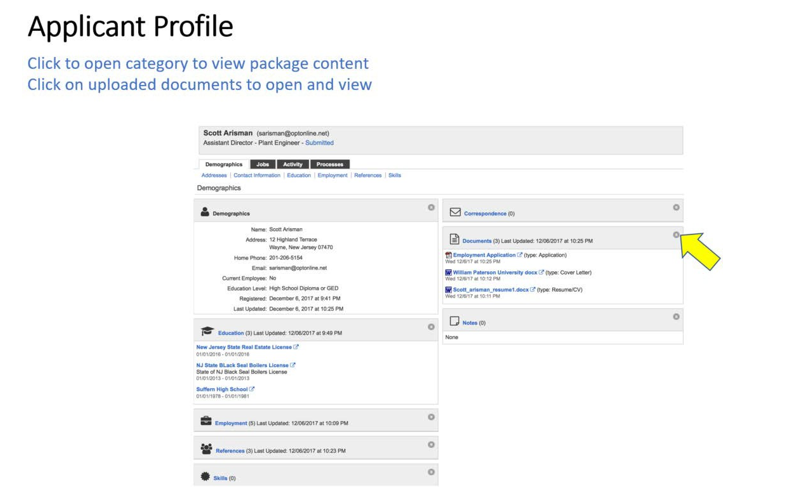 Applicant Profile
Click to open category to view package content
Click on uploaded documents to open and view
Scott Arisman (sarisman@optonline.net)
Assistant Director - Plant Engineer - Submitted
Demographics Jobs Activity Processes
Addresses | Contact Information | Education | Employment | References | Skills
Demographics
Demographics
Name: Scott Arisman
Address: 12 Highland Terrace
Wayne, New Jersey 07470
Home Phone: 201-206-5154
Email: sarisman@optonline.net
Current Employee: No
Education Level: High School Diploma or GED
Registered: December 6, 2017 at 9:41 PM
Last Updated: December 6, 2017 at 10:25 PM
Education (3) Last Updated: 12/06/2017 at 9:49 PM
New Jersey State Real Estate License
01/01/2016 - 01/01/2016
NJ State BLack Seal Boilers License
State of NJ Black Seal Boilers License
01/01/2013 - 01/01/2013
Suffern High School
01/01/1978 - 01/01/1981
Employment (5) Last Updated: 12/06/2017 at 10:09 PM
References (3) Last Updated: 12/06/2017 at 10:23 PM
Skills (0)
Correspondence (0)
Documents (3) Last Updated: 12/06/2017 at 10:25 PM
Employment Application (type: Application)
Wed 12/6/17 at 10:25 PM
William Paterson University docx (type: Cover Letter)
Wed 12/6/17 at 10:12 PM
Scott_arisman_resume1.docx (type: Resume/CV)
Wed 12/6/17 at 10:11 PM
Notes (0)
None